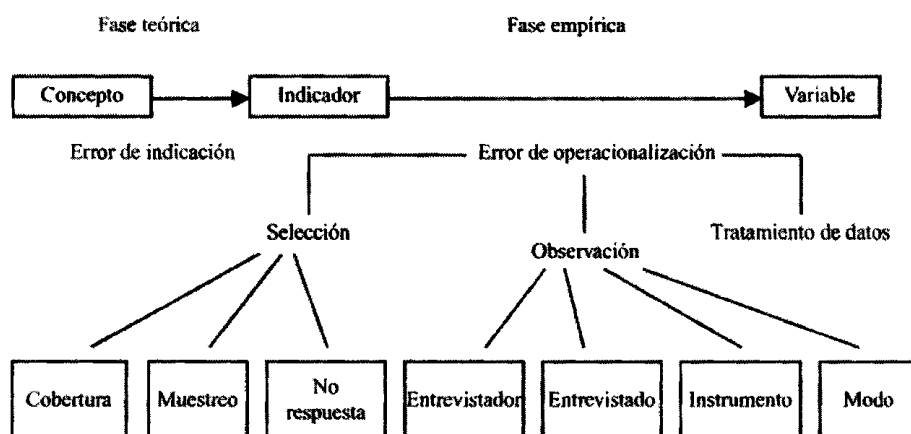 Fase teórica
Fase empírica
Concepto
Indicador
Variable
Error de indicación
Error de operacionalización
Selección
Observación
Tratamiento de datos
Cobertura
Muestreo
No
respuesta
Entrevistador
Entrevistado
Instrumento
Modo